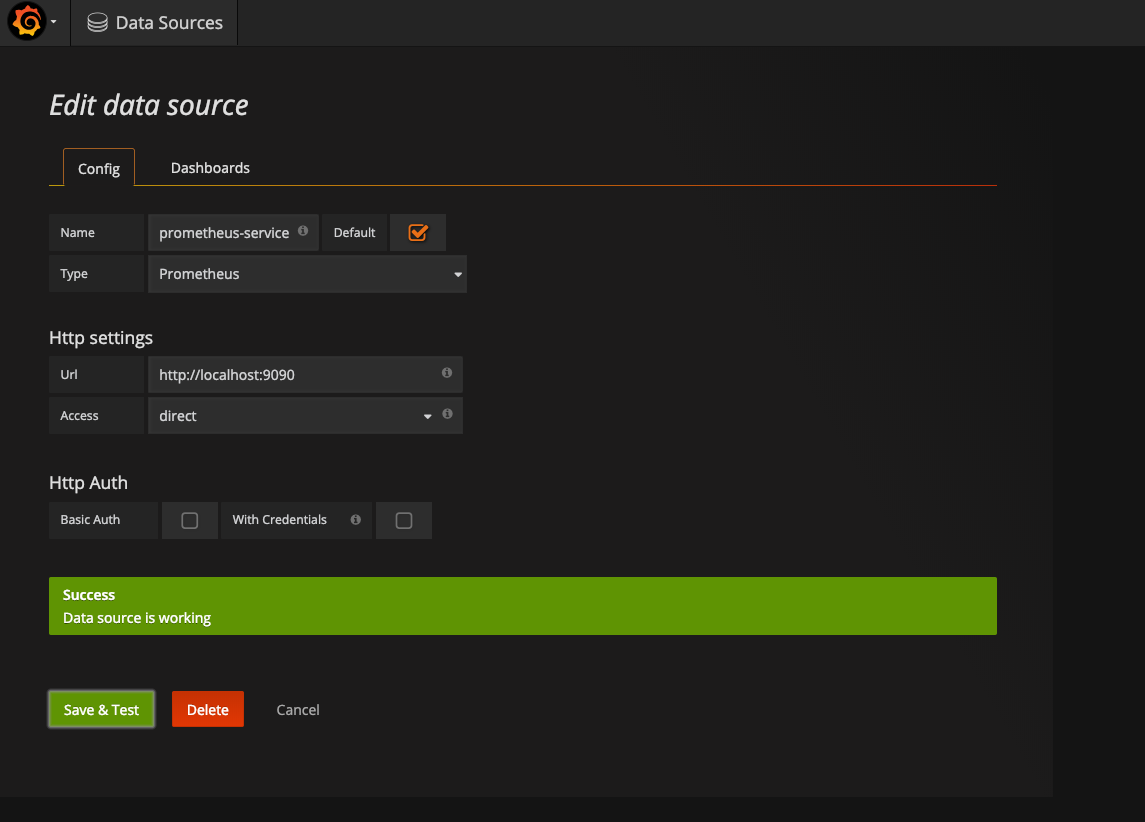 Data Sources
Edit data source
Config Dashboards
Name prometheus-service Default
Type Prometheus
Http settings
Url http://localhost:9090
Access direct
Http Auth
Basic Auth With Credentials
Success
Data source is working
Save & Test Delete Cancel